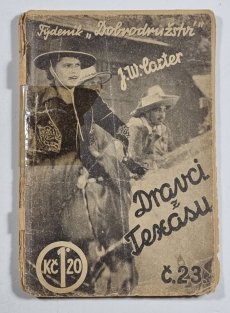 Týdeník „Dobrodružství"
J.W. Carter
Dravci
z
Texasu
Kč 1 20
Č.23.